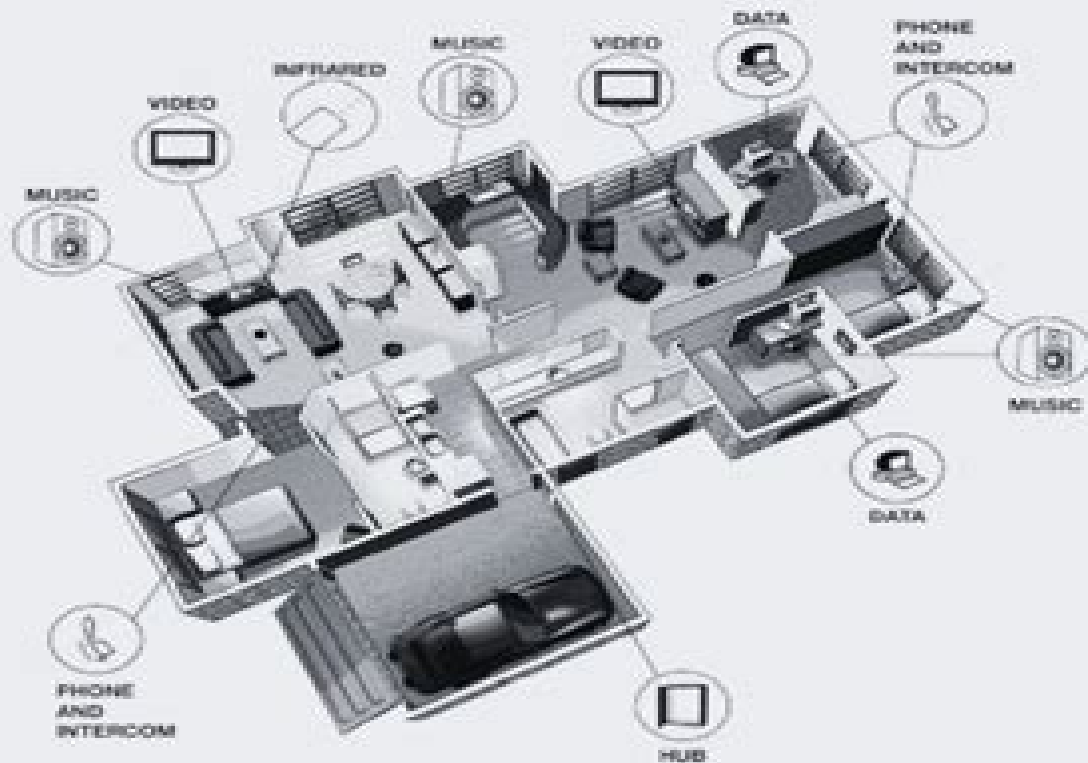 DATA
PHONE
AND
INTERCOM
MUSIC
VIDEO
INFRARED
VIDEO
MUSIC
MUSIC
DATA
PHONE
AND
INTERCOM
HUB